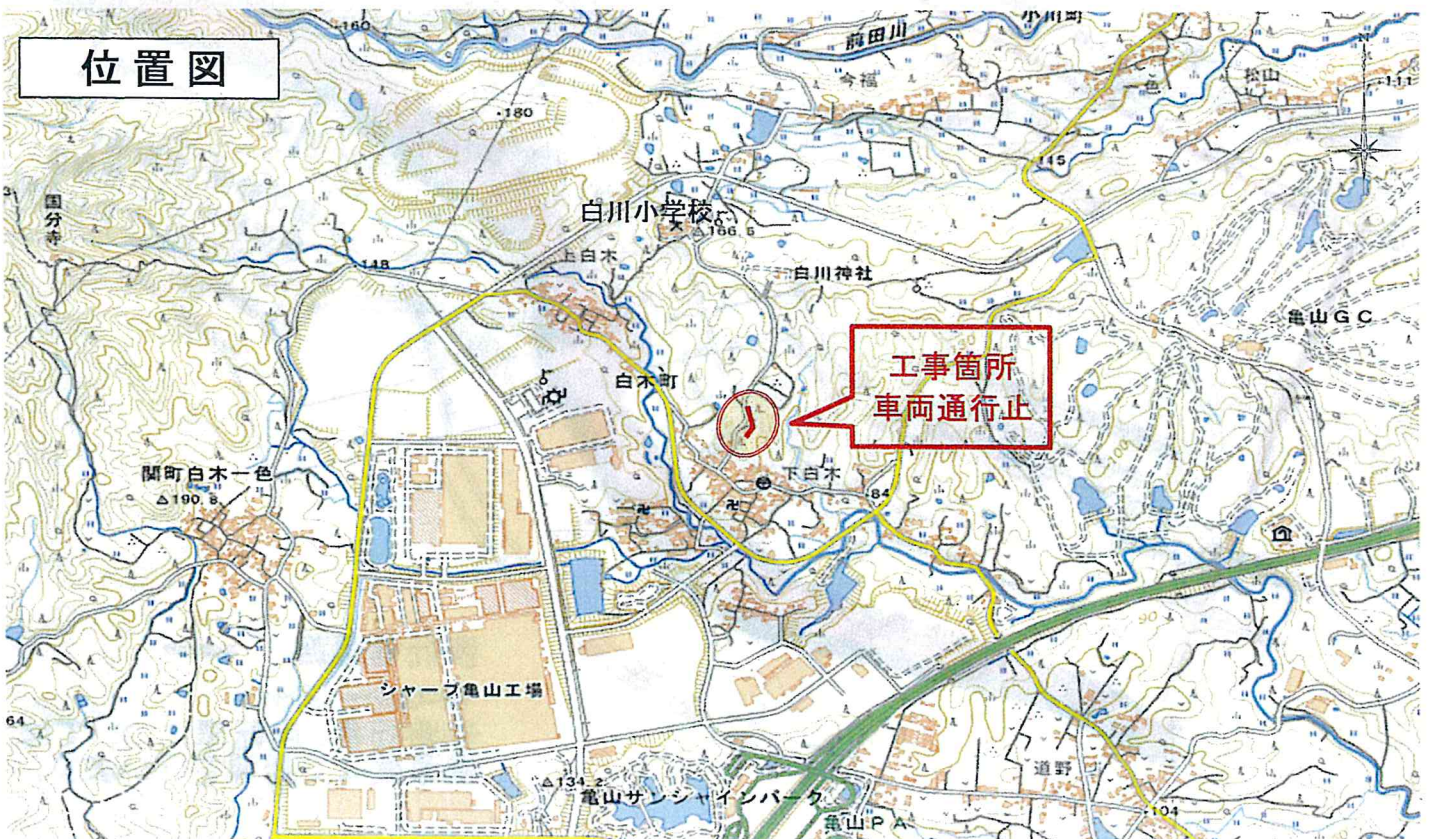 位置図
160
前田川
小川町
今福
一色
松山
111
180
115
国分寺
白川小学校
166.5
148
上白木
白川神社
亀山GC
工事箇所
車両通行止
白木町
関町白木一色
190.8
下白木
84
90
シャープ亀山工場
64
134.2
亀山サンシャインパーク
道野
104
亀山PA